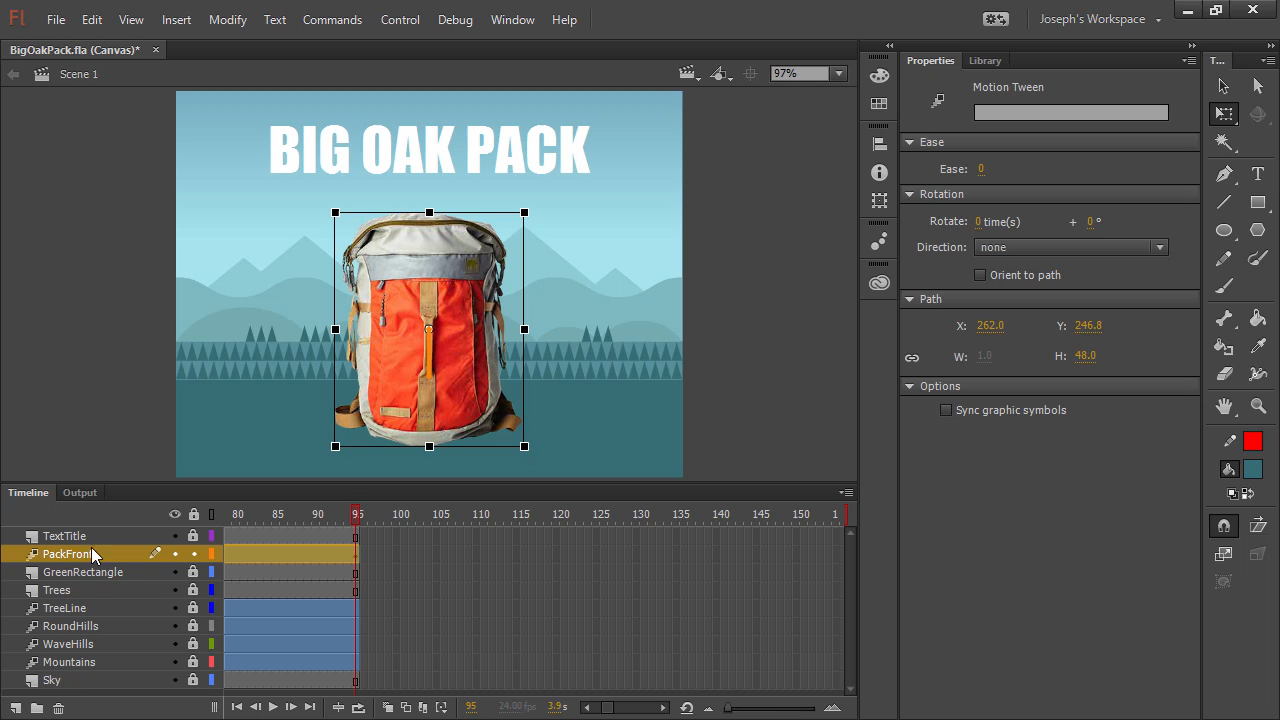 Fl File Edit View Insert Modify Text Commands Control Debug Window Help Joseph's Workspace
BigOakPack.fla (Canvas)* ×
Scene 1 97%
BIG OAK PACK
Timeline Output
80 85 90 95 100 105 110 115 120 125 130 135 140 145 150 1
TextTitle
PackFront
GreenRectangle
Trees
TreeLine
RoundHills
WaveHills
Mountains
Sky
95 24.00 fps 3.9 s
Properties Library
Motion Tween
Ease
Ease: 0
Rotation
Rotate: 0 time(s) + 0 °
Direction: none
Orient to path
Path
X: 262.0 Y: 246.8
W: 1.0 H: 48.0
Options
Sync graphic symbols
T...